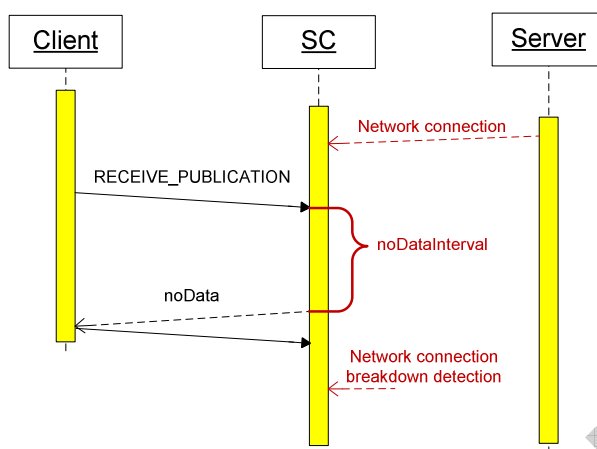 Client
SC
Server
Network connection
RECEIVE_PUBLICATION
noDataInterval
noData
Network connection
breakdown detection